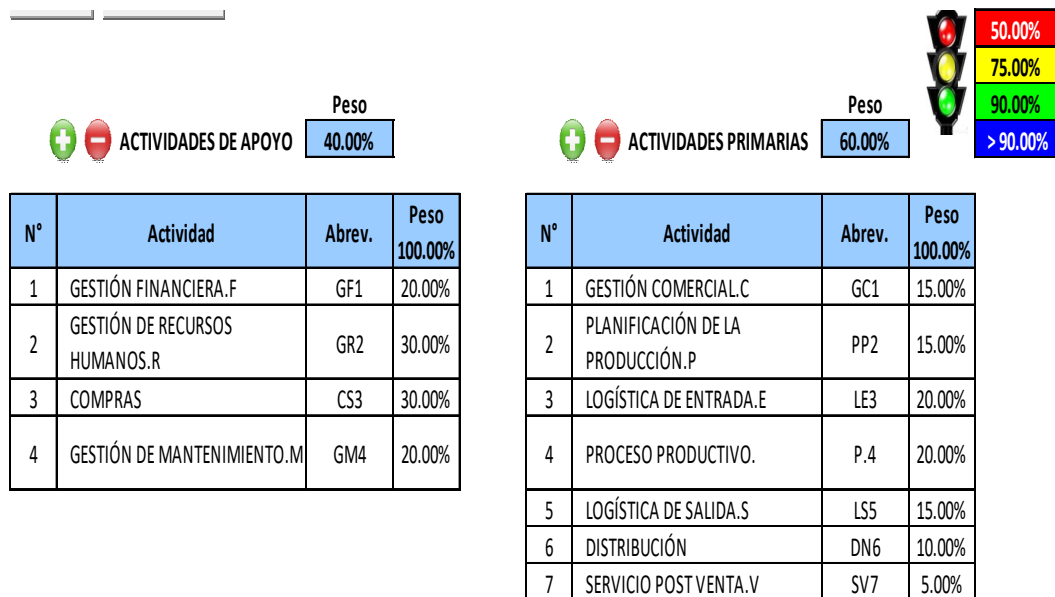 50.00%
75.00%
90.00%
> 90.00%
Peso
ACTIVIDADES DE APOYO 40.00%
Peso
ACTIVIDADES PRIMARIAS 60.00%
N° Actividad Abrev. Peso 100.00%
1 GESTIÓN FINANCIERA.F GF1 20.00%
2 GESTIÓN DE RECURSOS HUMANOS.R GR2 30.00%
3 COMPRAS CS3 30.00%
4 GESTIÓN DE MANTENIMIENTO.M GM4 20.00%
N° Actividad Abrev. Peso 100.00%
1 GESTIÓN COMERCIAL.C GC1 15.00%
2 PLANIFICACIÓN DE LA PRODUCCIÓN.P PP2 15.00%
3 LOGÍSTICA DE ENTRADA.E LE3 20.00%
4 PROCESO PRODUCTIVO. P.4 20.00%
5 LOGÍSTICA DE SALIDA.S LS5 15.00%
6 DISTRIBUCIÓN DN6 10.00%
7 SERVICIO POST VENTA.V SV7 5.00%